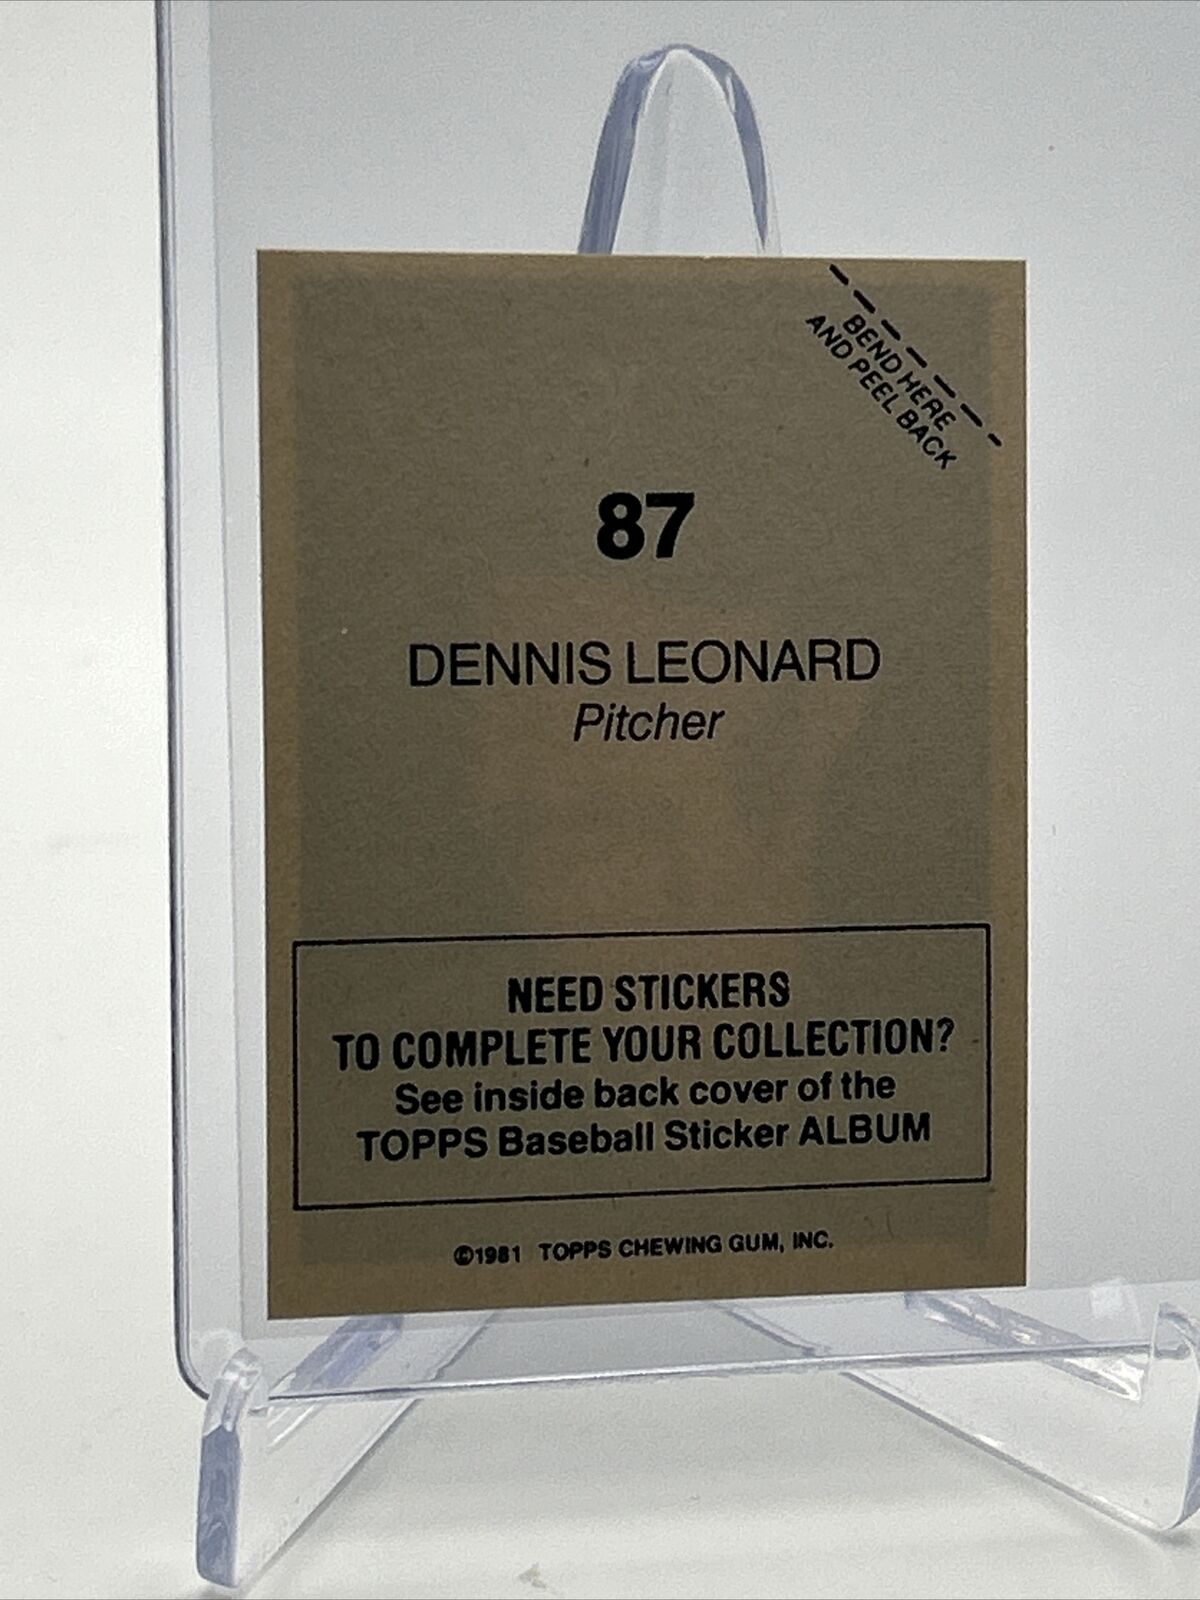 BEND HERE
AND PEEL BACK
87
DENNIS LEONARD
Pitcher
NEED STICKERS
TO COMPLETE YOUR COLLECTION?
See inside back cover of the
TOPPS Baseball Sticker ALBUM
©1981 TOPPS CHEWING GUM, INC.